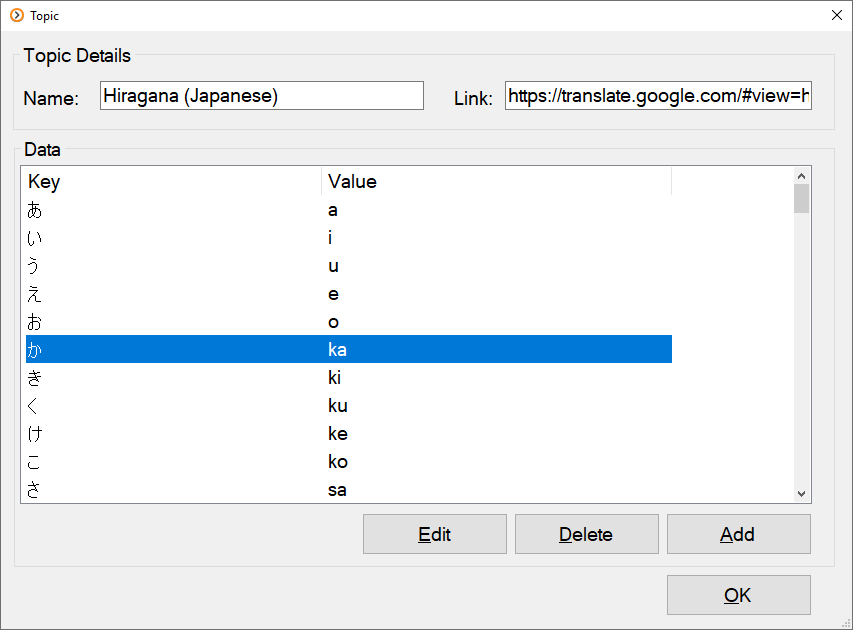 Topic
Topic Details
Name: Hiragana (Japanese) Link: https://translate.google.com/#view=h
Data
Key Value
あ a
い i
う u
え e
お o
か ka
き ki
く ku
け ke
こ ko
さ sa
Edit Delete Add
OK